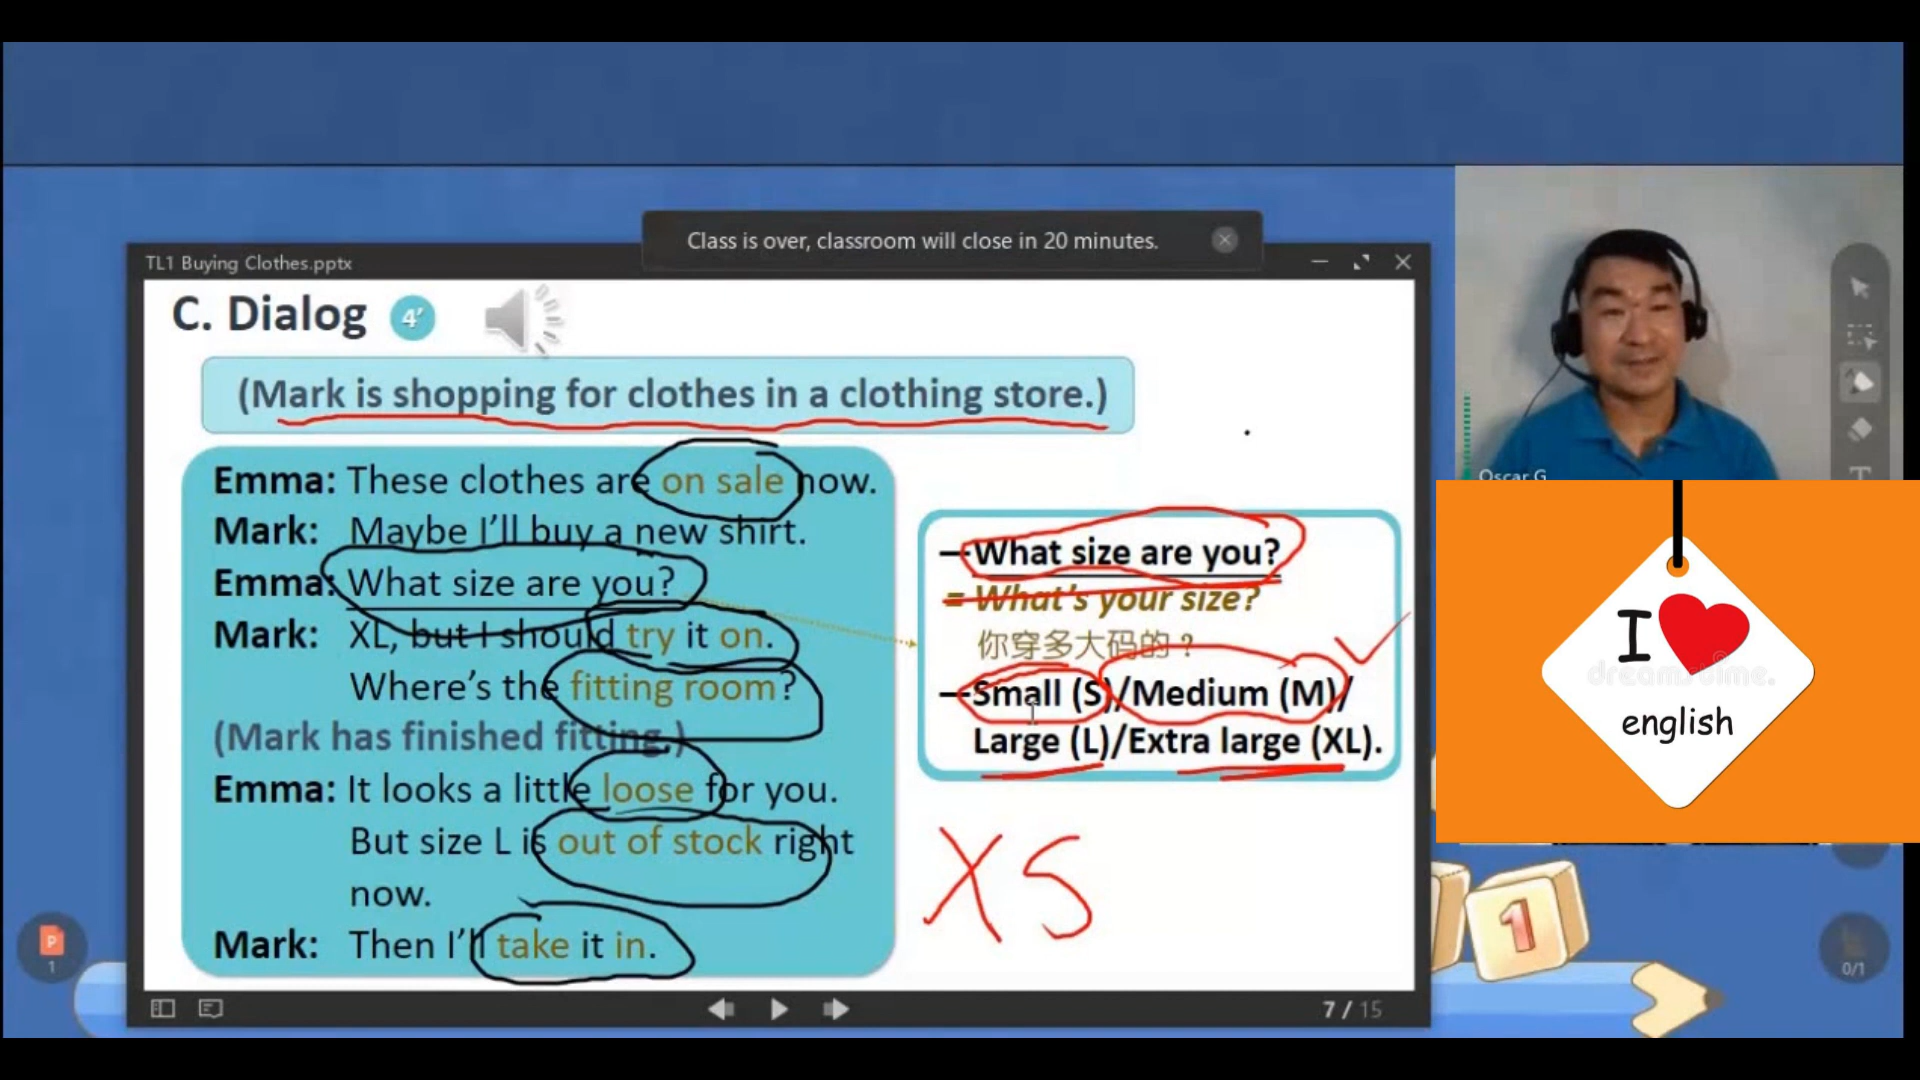 Class is over, classroom will close in 20 minutes.
TL1 Buying Clothes.pptx
C. Dialog 4’
(Mark is shopping for clothes in a clothing store.)
Emma: These clothes are on sale now.
Mark: Maybe I’ll buy a new shirt.
Emma: What size are you?
Mark: XL, but I should try it on.
Where’s the fitting room?
(Mark has finished fitting.)
Emma: It looks a little loose for you.
But size L is out of stock right
now.
Mark: Then I’ll take it in.
—What size are you?
= What’s your size?
你穿多大码的？
—Small (S)/Medium (M)/
Large (L)/Extra large (XL).
XS
7 / 15
Oscar G
I
dreamstime.
english
1
P
1
0/1
T